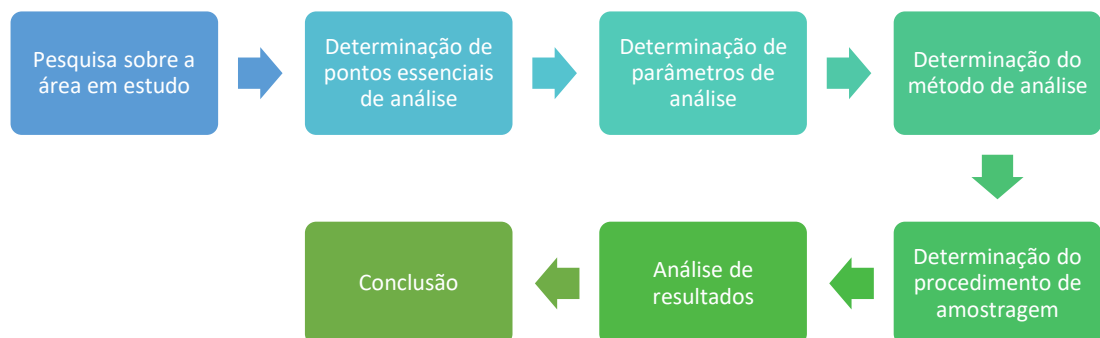 Pesquisa sobre a
área em estudo
Determinação de
pontos essenciais
de análise
Determinação de
parâmetros de
análise
Determinação do
método de análise
Determinação do
procedimento de
amostragem
Análise de
resultados
Conclusão